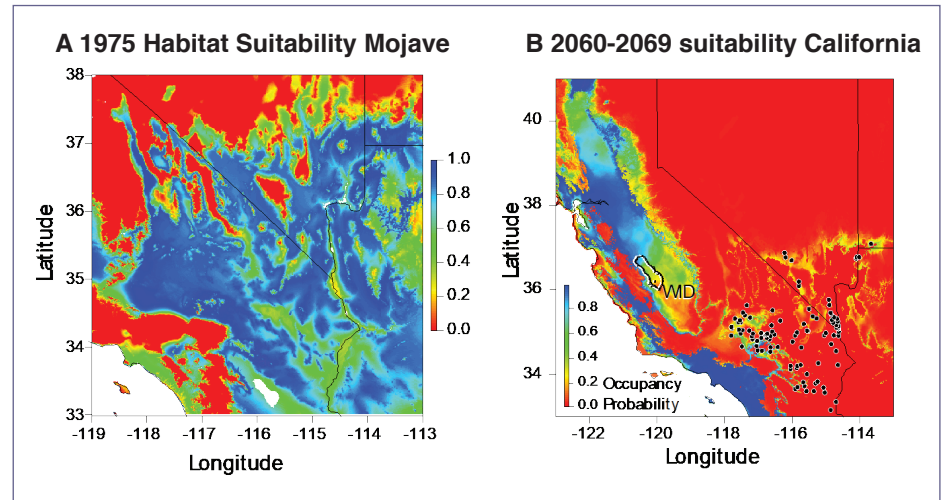 A 1975 Habitat Suitability Mojave
38
37
36
35
34
33
Latitude
-119 -118 -117 -116 -115 -114 -113
Longitude
1.0
0.8
0.6
0.4
0.2
0.0
B 2060-2069 suitability California
40
38
36
34
Latitude
WID
0.8
0.6
0.4
0.2
0.0
Occupancy
Probability
-122 -120 -118 -116 -114
Longitude